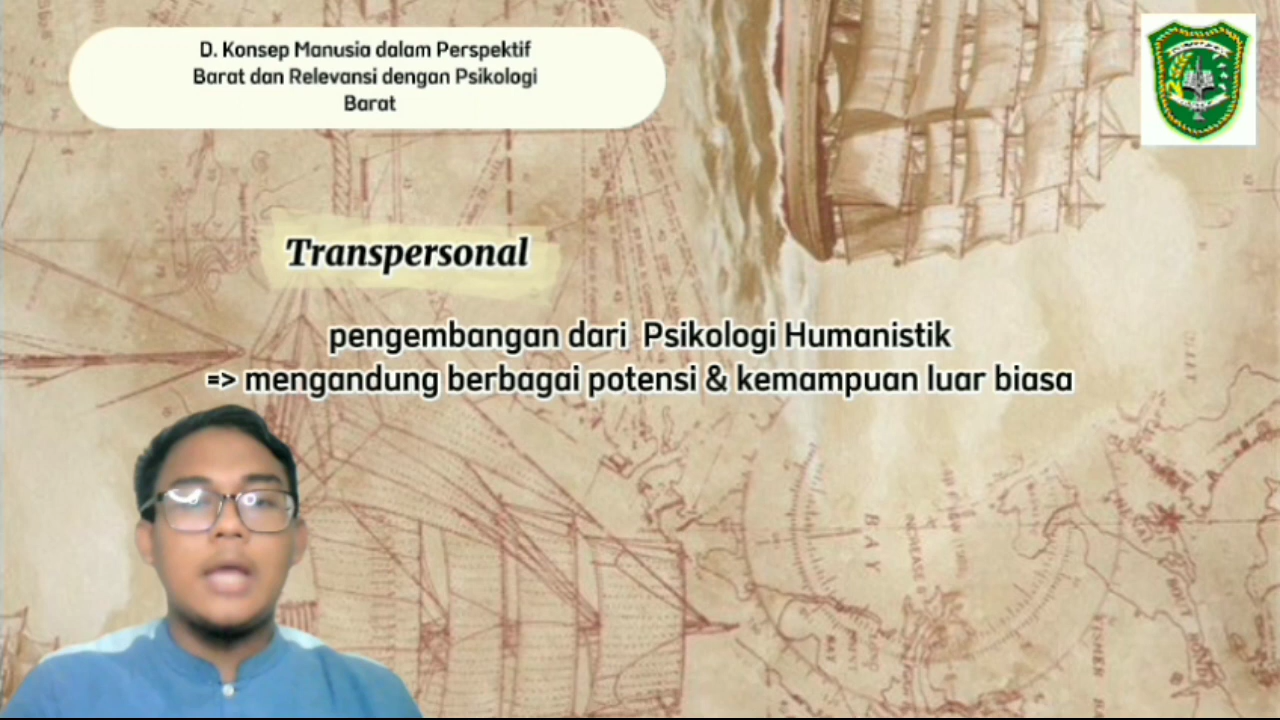 D. Konsep Manusia dalam Perspektif
Barat dan Relevansi dengan Psikologi
Barat
Transpersonal
pengembangan dari Psikologi Humanistik
=> mengandung berbagai potensi & kemampuan luar biasa
BAY